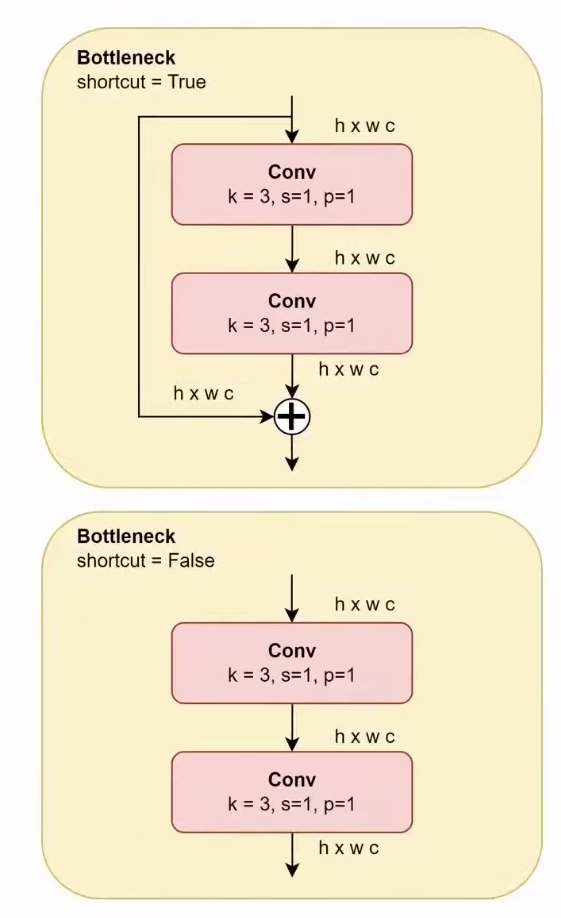 Bottleneck
shortcut = True
h x w c
Conv
k = 3, s=1, p=1
h x w c
Conv
k = 3, s=1, p=1
h x w c
h x w c
Bottleneck
shortcut = False
h x w c
Conv
k = 3, s=1, p=1
h x w c
Conv
k = 3, s=1, p=1
h x w c